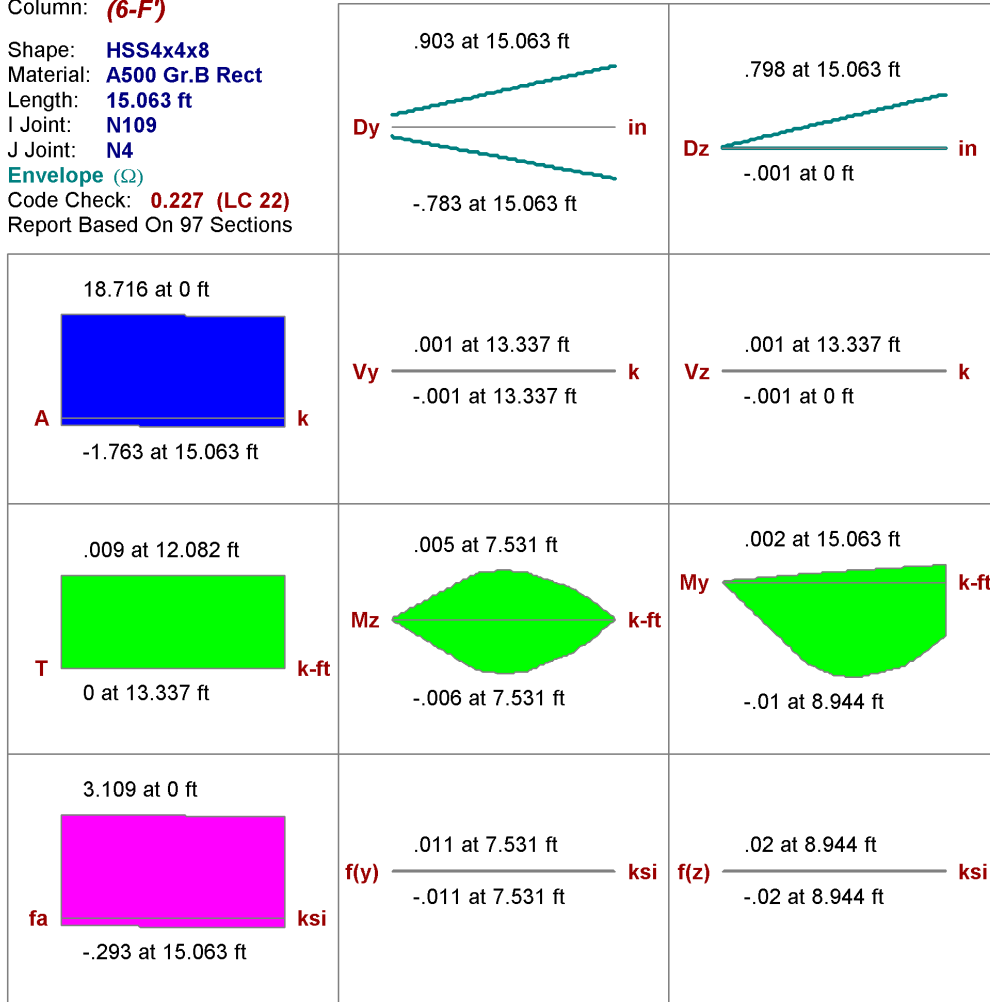 Column: (6-F')
Shape: HSS4x4x8
Material: A500 Gr.B Rect
Length: 15.063 ft
I Joint: N109
J Joint: N4
Envelope (Ω)
Code Check: 0.227 (LC 22)
Report Based On 97 Sections
.903 at 15.063 ft
Dy in
-.783 at 15.063 ft
.798 at 15.063 ft
Dz in
-.001 at 0 ft
18.716 at 0 ft
A k
-1.763 at 15.063 ft
.001 at 13.337 ft
Vy k
-.001 at 13.337 ft
.001 at 13.337 ft
Vz k
-.001 at 0 ft
.009 at 12.082 ft
T k-ft
0 at 13.337 ft
.005 at 7.531 ft
Mz k-ft
-.006 at 7.531 ft
.002 at 15.063 ft
My k-ft
-.01 at 8.944 ft
3.109 at 0 ft
fa ksi
-.293 at 15.063 ft
.011 at 7.531 ft
f(y) ksi
-.011 at 7.531 ft
.02 at 8.944 ft
f(z) ksi
-.02 at 8.944 ft